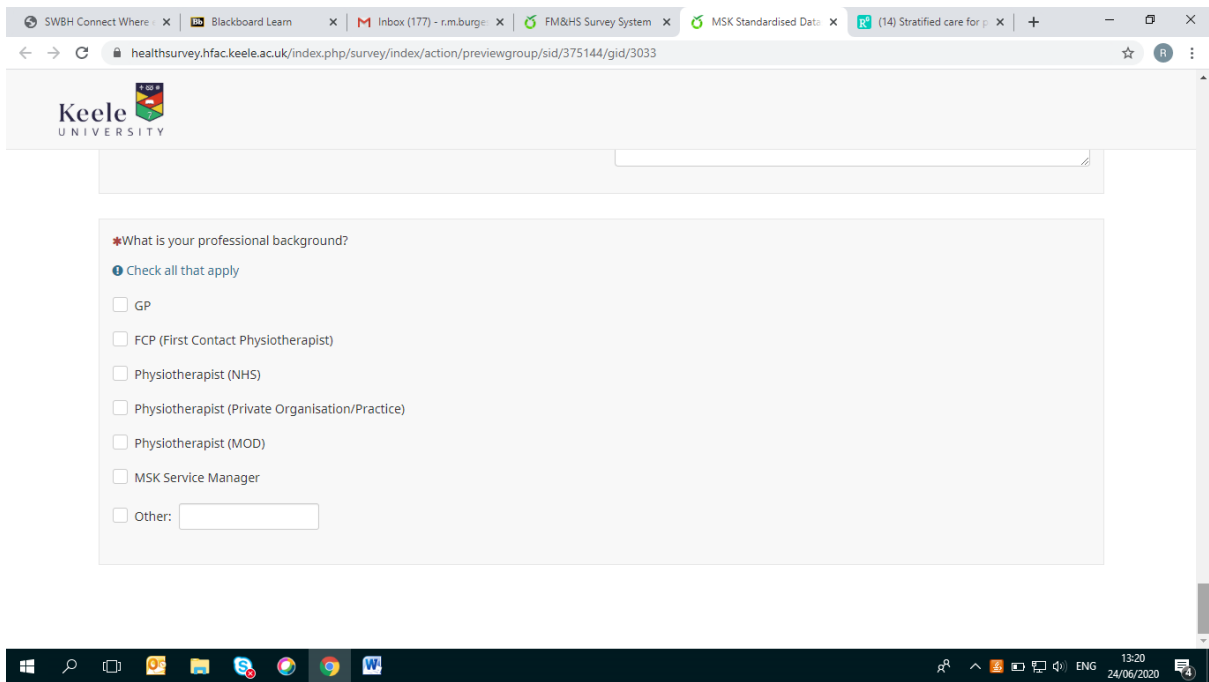 SWBH Connect Where
Blackboard Learn
Inbox (177) - r.m.burge
FM&HS Survey System
MSK Standardised Data
(14) Stratified care for p
healthsurvey.hfac.keele.ac.uk/index.php/survey/index/action/previewgroup/sid/375144/gid/3033
R
Keele
UNIVERSITY
*What is your professional background?
Check all that apply
GP
FCP (First Contact Physiotherapist)
Physiotherapist (NHS)
Physiotherapist (Private Organisation/Practice)
Physiotherapist (MOD)
MSK Service Manager
Other:
ENG
13:20
24/06/2020
4